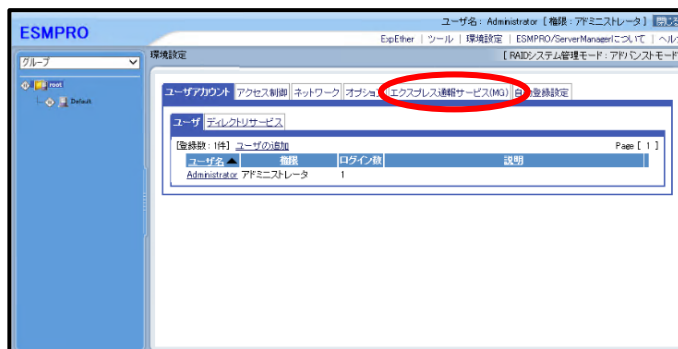 ユーザ名：Administrator［権限：アドミニストレータ］
ESMPRO
ExpEther | ツール | 環境設定 | ESMPRO/ServerManagerについて |
グループ
環境設定
［RAIDシステム管理モード：アドバンストモード
root
Default
ユーザアカウント アクセス制御 ネットワーク オプション エクスプレス通報サービス(MG) 自動登録設定
ユーザ ディレクトリサービス
［登録数：1件］ ユーザの追加 Page [ 1 ]
ユーザ名▲ 権限 ログイン数 説明
Administrator アドミニストレータ 1